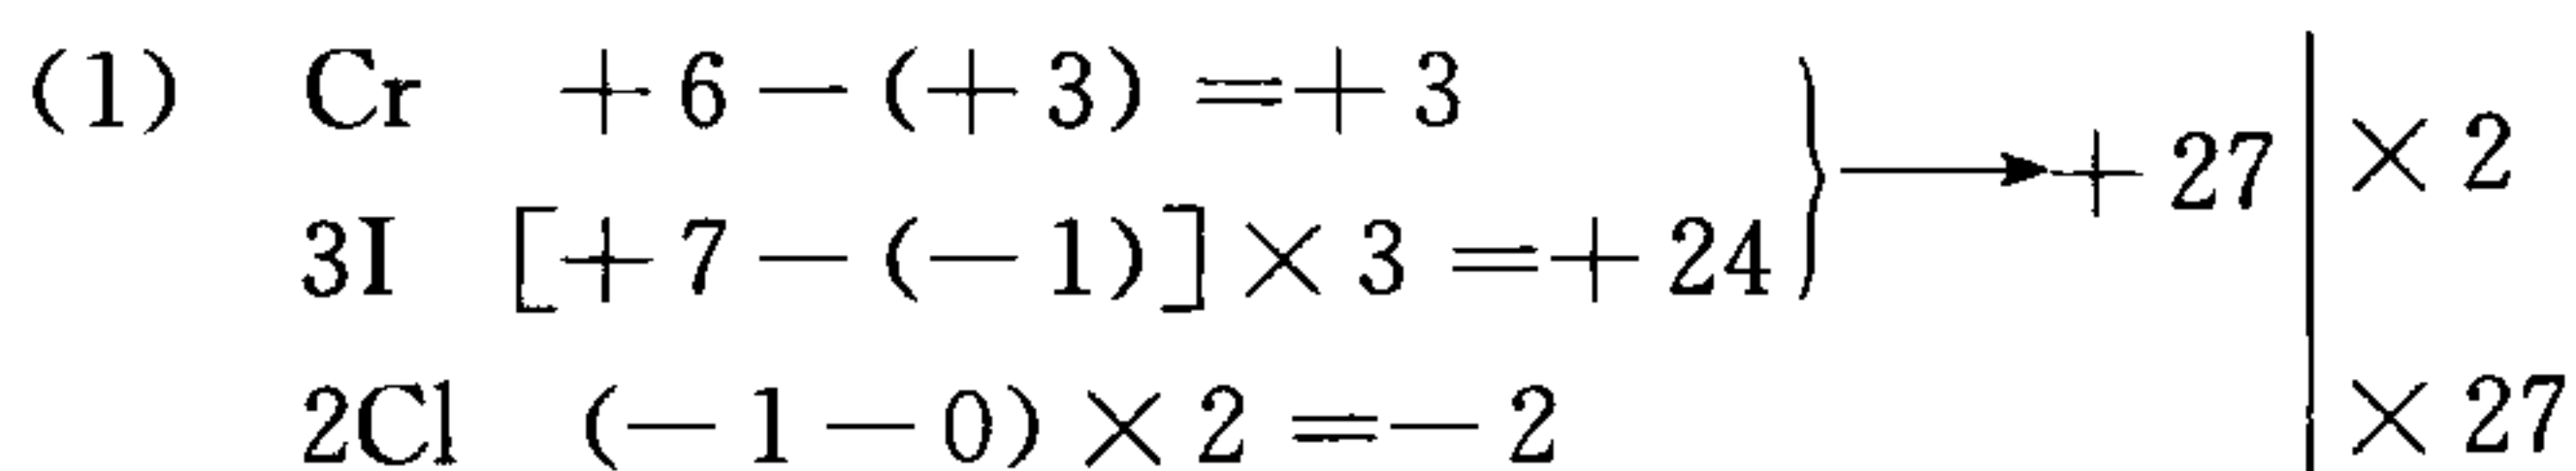 (1) Cr +6-(+3)=+3
3I [+7-(-1)]×3=+24 } → +27 ×2
2Cl (-1-0)×2=-2 ×27